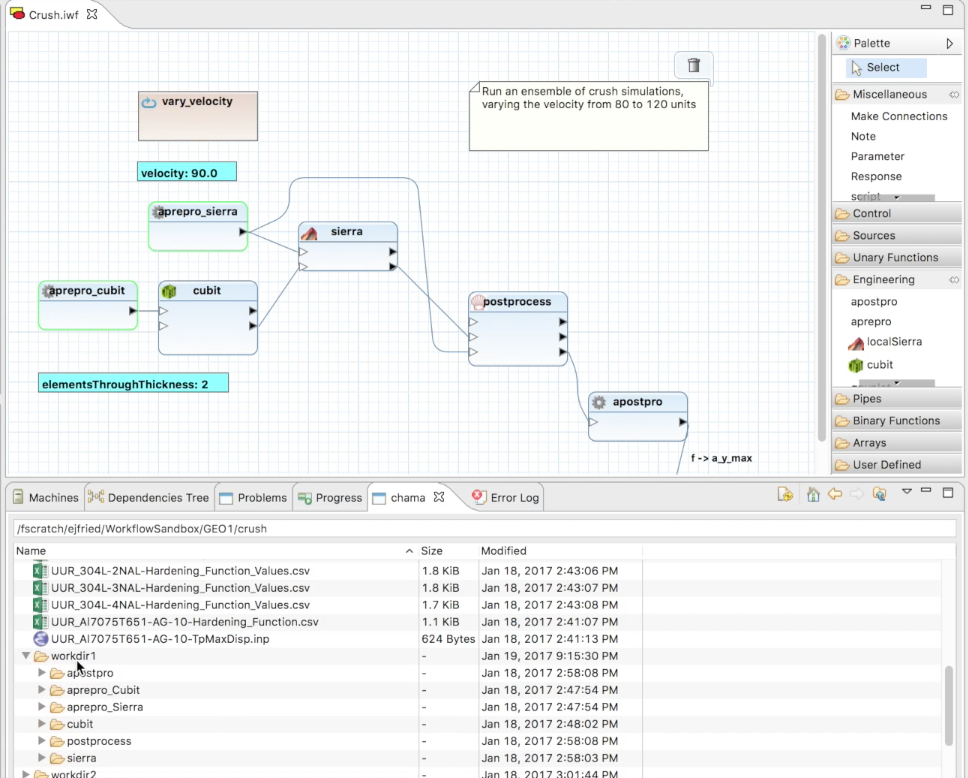 Crush.iwf
Run an ensemble of crush simulations,
varying the velocity from 80 to 120 units
vary_velocity
velocity: 90.0
aprepro_sierra
sierra
aprepro_cubit
cubit
postprocess
elementsThroughThickness: 2
apostpro
f -> a_y_max
Palette
Select
Miscellaneous
Make Connections
Note
Parameter
Response
script
Control
Sources
Unary Functions
Engineering
apostpro
aprepro
localSierra
cubit
Pipes
Binary Functions
Arrays
User Defined
Machines Dependencies Tree Problems Progress chama Error Log
/fscratch/ejfried/WorkflowSandbox/GEO1/crush
Name Size Modified
UUR_304L-2NAL-Hardening_Function_Values.csv 1.8 KiB Jan 18, 2017 2:43:06 PM
UUR_304L-3NAL-Hardening_Function_Values.csv 1.8 KiB Jan 18, 2017 2:43:07 PM
UUR_304L-4NAL-Hardening_Function_Values.csv 1.7 KiB Jan 18, 2017 2:43:08 PM
UUR_Al7075T651-AG-10-Hardening_Function.csv 1.1 KiB Jan 18, 2017 2:41:07 PM
UUR_Al7075T651-AG-10-TpMaxDisp.inp 624 Bytes Jan 18, 2017 2:41:13 PM
workdir1 - Jan 19, 2017 9:15:30 PM
apostpro - Jan 18, 2017 2:58:08 PM
aprepro_Cubit - Jan 18, 2017 2:47:54 PM
aprepro_Sierra - Jan 18, 2017 2:47:54 PM
cubit - Jan 18, 2017 2:48:02 PM
postprocess - Jan 18, 2017 2:58:08 PM
sierra - Jan 18, 2017 2:58:03 PM
workdir2 - Jan 18, 2017 3:01:44 PM